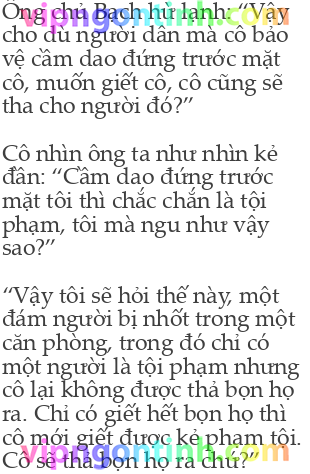 Ông chủ Bạch hừ lạnh: “Vậy
cho dù người dân mà cô bảo
vệ cầm dao đứng trước mặt
cô, muốn giết cô, cô cũng sẽ
tha cho người đó?”
Cô nhìn ông ta như nhìn kẻ
đần: “Cầm dao đứng trước
mặt tôi thì chắc chắn là tội
phạm, tôi mà ngu như vậy
sao?”
“Vậy tôi sẽ hỏi thế này, một
đám người bị nhốt trong một
căn phòng, trong đó chỉ có
một người là tội phạm nhưng
cô lại không được thả bọn họ
ra. Chỉ có giết hết bọn họ thì
cô mới giết được kẻ phạm tội.
Cô sẽ thả bọn họ ra chứ?”
vipngontinh.com
vipngontinh.com